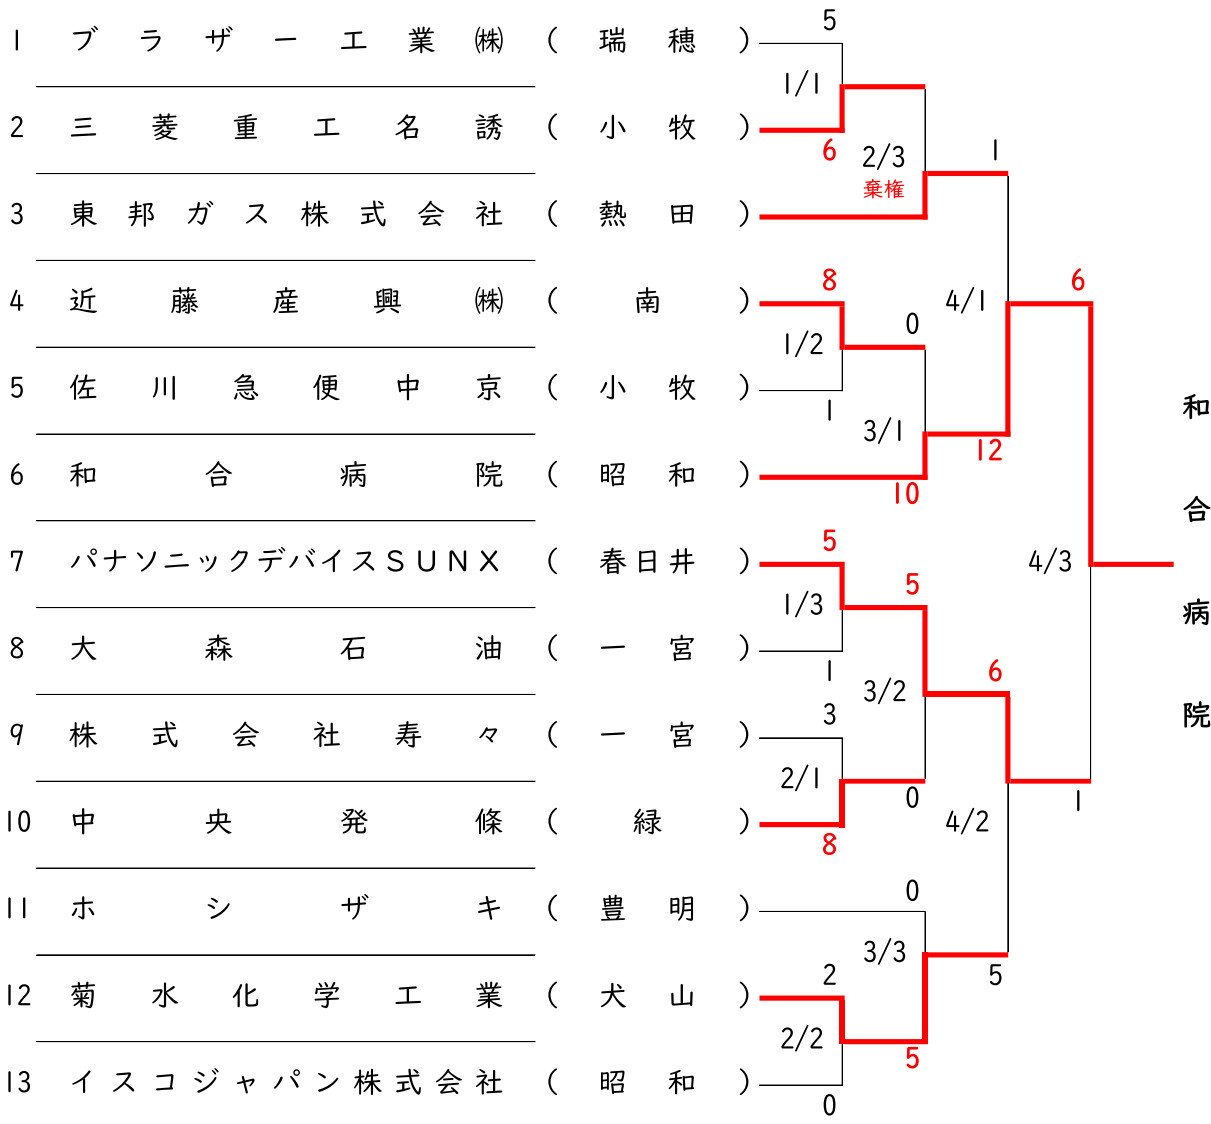 1 ブラザー工業㈱ ( 瑞穂 ) 5
1/1
2 三菱重工名誘 ( 小牧 ) 6
2/3
棄権
1
3 東邦ガス株式会社 ( 熱田 )
4 近藤産興㈱ ( 南 ) 8
1/2
0
4/1
6
5 佐川急便中京 ( 小牧 ) 1
3/1
12
6 和合病院 ( 昭和 ) 10
和合病院
4/3
7 パナソニックデバイスSUNX ( 春日井 ) 5
1/3
5
8 大森石油 ( 一宮 ) 1
3/2
6
9 株式会社寿々 ( 一宮 ) 3
2/1
0
1
10 中央発條 ( 緑 ) 8
4/2
11 ホシザキ ( 豊明 ) 0
3/3
5
12 菊水化学工業 ( 犬山 ) 2
2/2
5
13 イスコジャパン株式会社 ( 昭和 ) 0